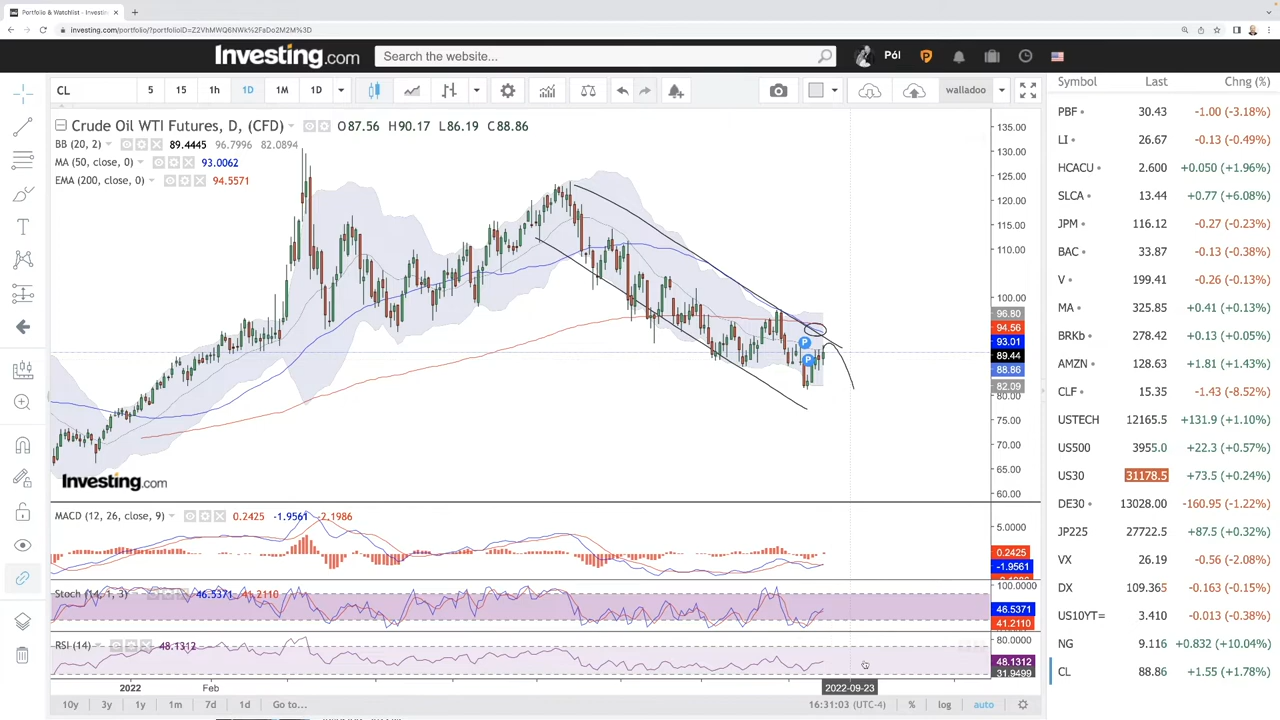 Portfolio & Watchlist - Investin
investing.com/portfolio/?portfolioID=Z2VhMWQ6NWk%2FaDo2M2M%3D
Investing.com Search the website... Pól
CL 5 15 1h 1D 1M 1D walladoo
Crude Oil WTI Futures, D, (CFD) O87.56 H90.17 L86.19 C88.86
BB (20, 2) 89.4445 96.7996 82.0894
MA (50, close, 0) 93.0062
EMA (200, close, 0) 94.5571
135.00
130.00
125.00
120.00
115.00
110.00
100.00
96.80
94.56
93.01
89.44
88.86
82.09
80.00
75.00
70.00
65.00
60.00
P
P
Investing.com
MACD (12, 26, close, 9) 0.2425 -1.9561 -2.1986
5.0000
0.2425
-1.9561
Stoch (14, 1, 3) 46.5371 41.2110
100.0000
46.5371
41.2110
RSI (14) 48.1312
80.0000
48.1312
31.9499
2022 Feb 2022-09-23
10y 3y 1y 1m 7d 1d Go to... 16:31:03 (UTC-4) % log auto
Symbol Last Chng (%)
PBF 30.43 -1.00 (-3.18%)
LI 26.67 -0.13 (-0.49%)
HCACU 2.600 +0.050 (+1.96%)
SLCA 13.44 +0.77 (+6.08%)
JPM 116.12 -0.27 (-0.23%)
BAC 33.87 -0.13 (-0.38%)
V 199.41 -0.26 (-0.13%)
MA 325.85 +0.41 (+0.13%)
BRKb 278.42 +0.13 (+0.05%)
AMZN 128.63 +1.81 (+1.43%)
CLF 15.35 -1.43 (-8.52%)
USTECH 12165.5 +131.9 (+1.10%)
US500 3955.0 +22.3 (+0.57%)
US30 31178.5 +73.5 (+0.24%)
DE30 13028.00 -160.95 (-1.22%)
JP225 27722.5 +87.5 (+0.32%)
VX 26.19 -0.56 (-2.08%)
DX 109.365 -0.163 (-0.15%)
US10YT= 3.410 -0.013 (-0.38%)
NG 9.116 +0.832 (+10.04%)
CL 88.86 +1.55 (+1.78%)